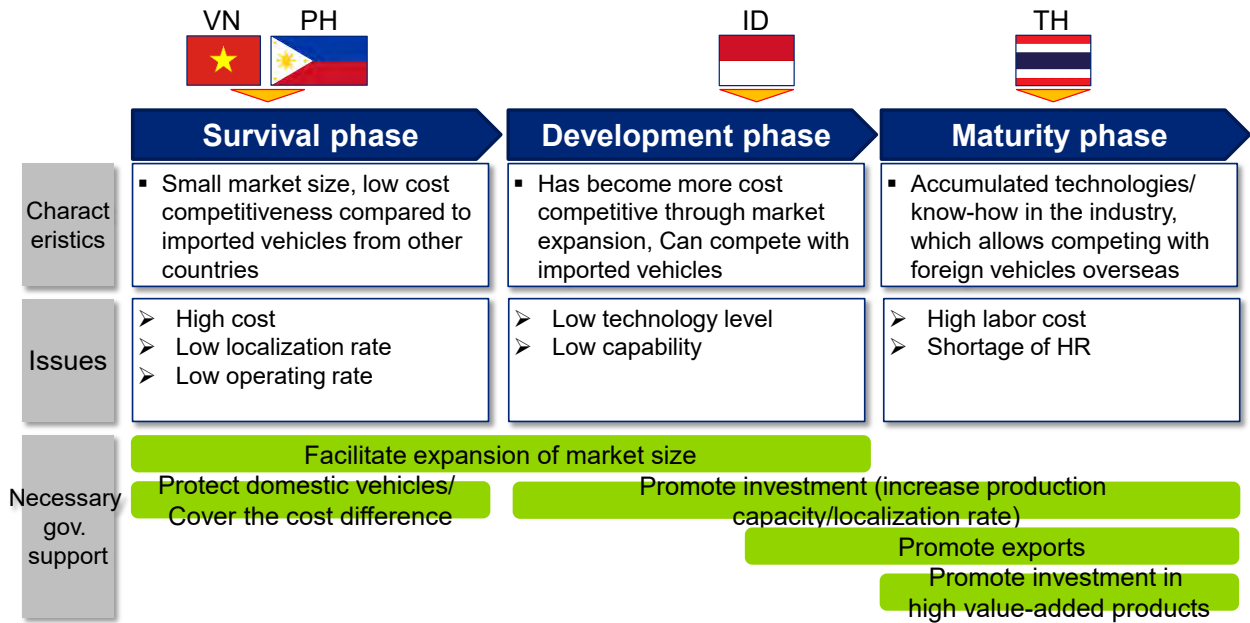 VN
PH
ID
TH
Survival phase
Development phase
Maturity phase
Charact
eristics
▪ Small market size, low cost
competitiveness compared to
imported vehicles from other
countries
▪ Has become more cost
competitive through market
expansion, Can compete with
imported vehicles
▪ Accumulated technologies/
know-how in the industry,
which allows competing with
foreign vehicles overseas
Issues
➢ High cost
➢ Low localization rate
➢ Low operating rate
➢ Low technology level
➢ Low capability
➢ High labor cost
➢ Shortage of HR
Necessary
gov.
support
Facilitate expansion of market size
Protect domestic vehicles/
Cover the cost difference
Promote investment (increase production
capacity/localization rate)
Promote exports
Promote investment in
high value-added products